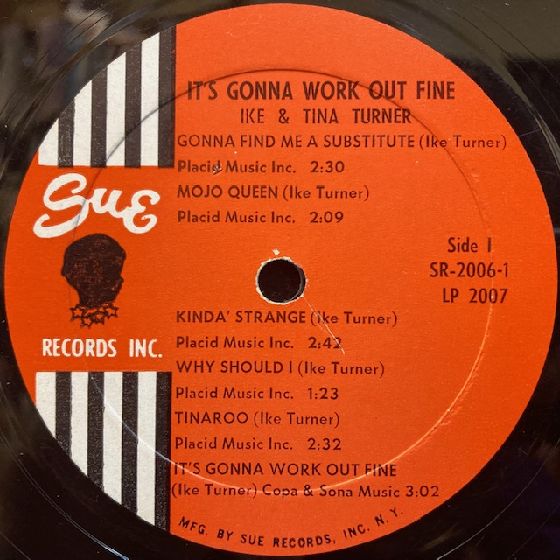 IT'S GONNA WORK OUT FINE
IKE & TINA TURNER
GONNA FIND ME A SUBSTITUTE (Ike Turner)
Placid Music Inc. 2:30
MOJO QUEEN (Ike Turner)
Placid Music Inc. 2:09
Sue
RECORDS INC.
Side 1
SR-2006-1
LP 2007
KINDA' STRANGE (Ike Turner)
Placid Music Inc. 2:42
WHY SHOULD I (Ike Turner)
Placid Music Inc. 1:23
TINAROO (Ike Turner)
Placid Music Inc. 2:32
IT'S GONNA WORK OUT FINE
(Ike Turner) Copa & Sona Music 3:02
MFG. BY SUE RECORDS, INC. N.Y.